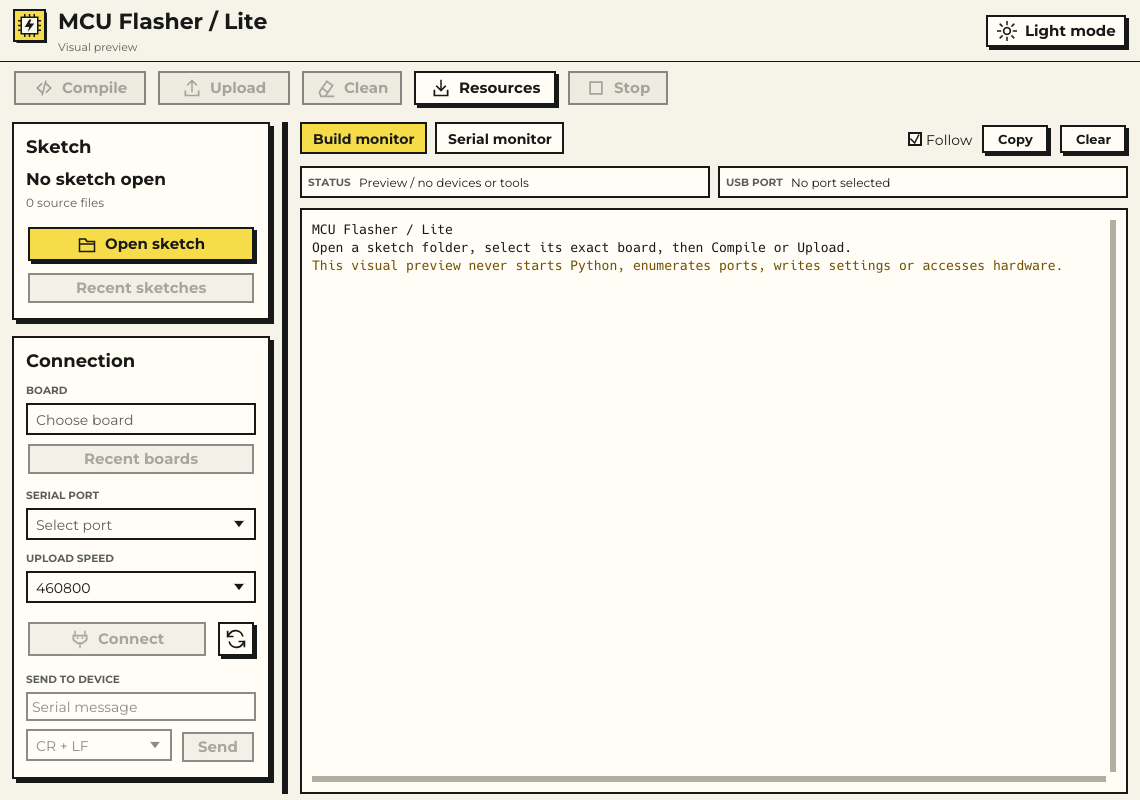 MCU Flasher / Lite
Visual preview
Light mode
Compile
Upload
Clean
Resources
Stop
Sketch
No sketch open
0 source files
Open sketch
Recent sketches
Connection
BOARD
Choose board
Recent boards
SERIAL PORT
Select port
UPLOAD SPEED
460800
Connect
SEND TO DEVICE
Serial message
CR + LF
Send
Build monitor
Serial monitor
Follow
Copy
Clear
STATUS Preview / no devices or tools
USB PORT No port selected
MCU Flasher / Lite
Open a sketch folder, select its exact board, then Compile or Upload.
This visual preview never starts Python, enumerates ports, writes settings or accesses hardware.